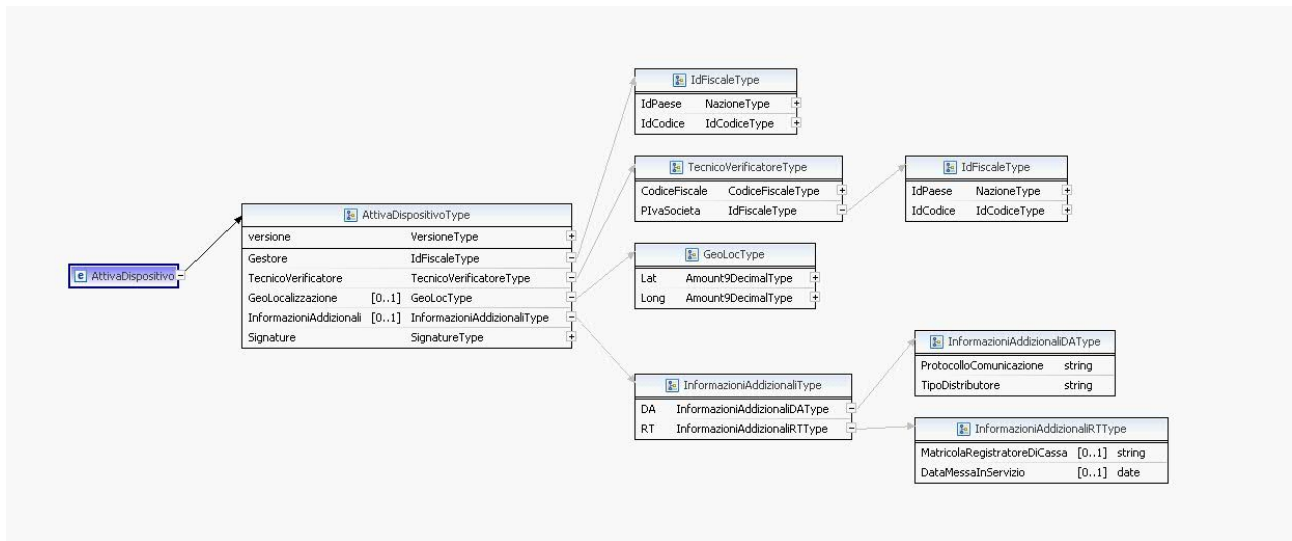 IdFiscaleType
IdPaese NazioneType
IdCodice IdCodiceType
TecnicoVerificatoreType
CodiceFiscale CodiceFiscaleType
PIvaSocieta IdFiscaleType
IdFiscaleType
IdPaese NazioneType
IdCodice IdCodiceType
AttivaDispositivoType
versione VersioneType
Gestore IdFiscaleType
TecnicoVerificatore TecnicoVerificatoreType
GeoLocalizzazione [0..1] GeoLocType
InformazioniAddizionali [0..1] InformazioniAddizionaliType
Signature SignatureType
e AttivaDispositivo
GeoLocType
Lat Amount9DecimalType
Long Amount9DecimalType
InformazioniAddizionaliDAType
ProtocolloComunicazione string
TipoDistributore string
InformazioniAddizionaliType
DA InformazioniAddizionaliDAType
RT InformazioniAddizionaliRTType
InformazioniAddizionaliRTType
MatricolaRegistratoreDiCassa [0..1] string
DataMessaInServizio [0..1] date